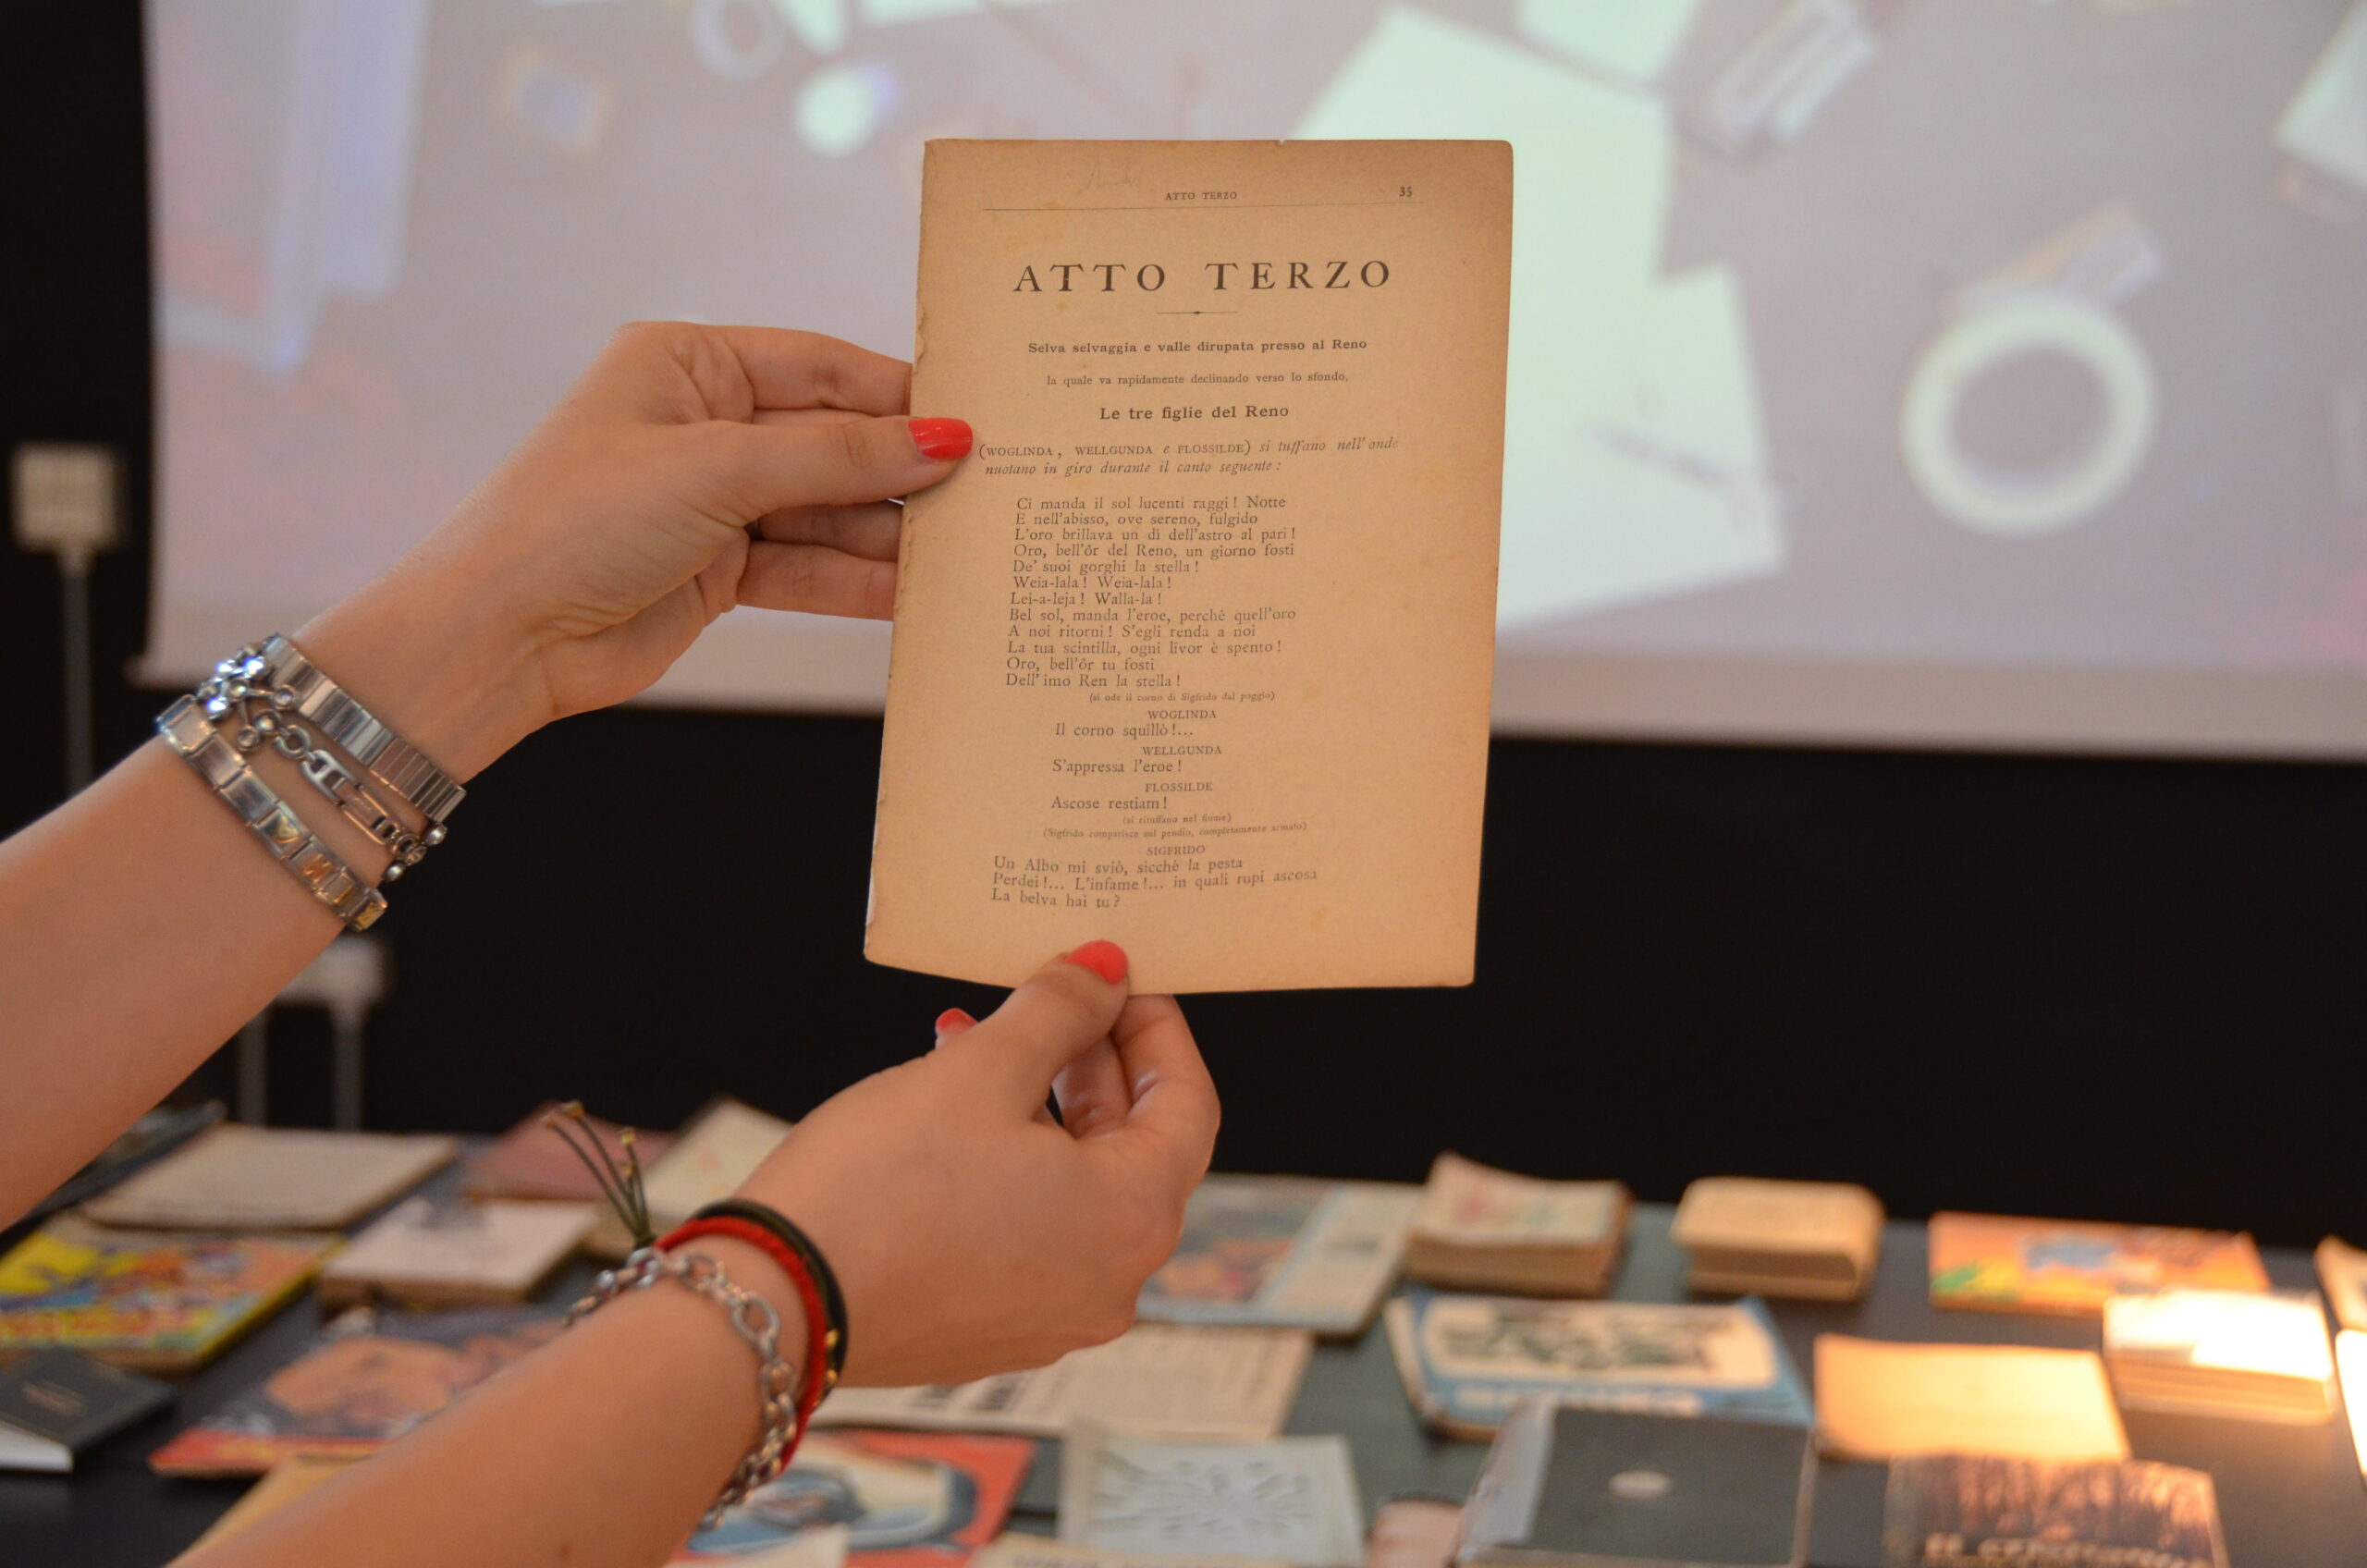 ATTO TERZO 35
ATTO TERZO
Selva selvaggia e valle dirupata presso al Reno
la quale va rapidamente declinando verso lo sfondo.
Le tre figlie del Reno
(WOGLINDA, WELLGUNDA e FLOSSILDE) si tuffano nell'onde
nuotano in giro durante il canto seguente:
Ci manda il sol lucenti raggi! Notte
E nell'abisso, ove sereno, fulgido
L'oro brillava un dì dell'astro al pari!
Oro, bell'ór del Reno, un giorno fosti
De' suoi gorghi la stella!
Weia-lala! Weia-lala!
Lei-a-leja! Walla-la!
Bel sol, manda l'eroe, perchè quell'oro
A noi ritorni! S'egli renda a noi
La tua scintilla, ogni livor è spento!
Oro, bell'ór tu fosti
Dell'imo Ren la stella!
(si ode il corno di Sigfrido dal poggio)
WOGLINDA
Il corno squillò!...
WELLGUNDA
S'appressa l'eroe!
FLOSSILDE
Ascose restiam!
(si rituffano nel fiume)
(Sigfrido comparisce sul pendio, completamente armato)
SIGFRIDO
Un Albo mi sviò, sicchè la pesta
Perdei!... L'infame!... in quali rupi ascosa
La belva hai tu?